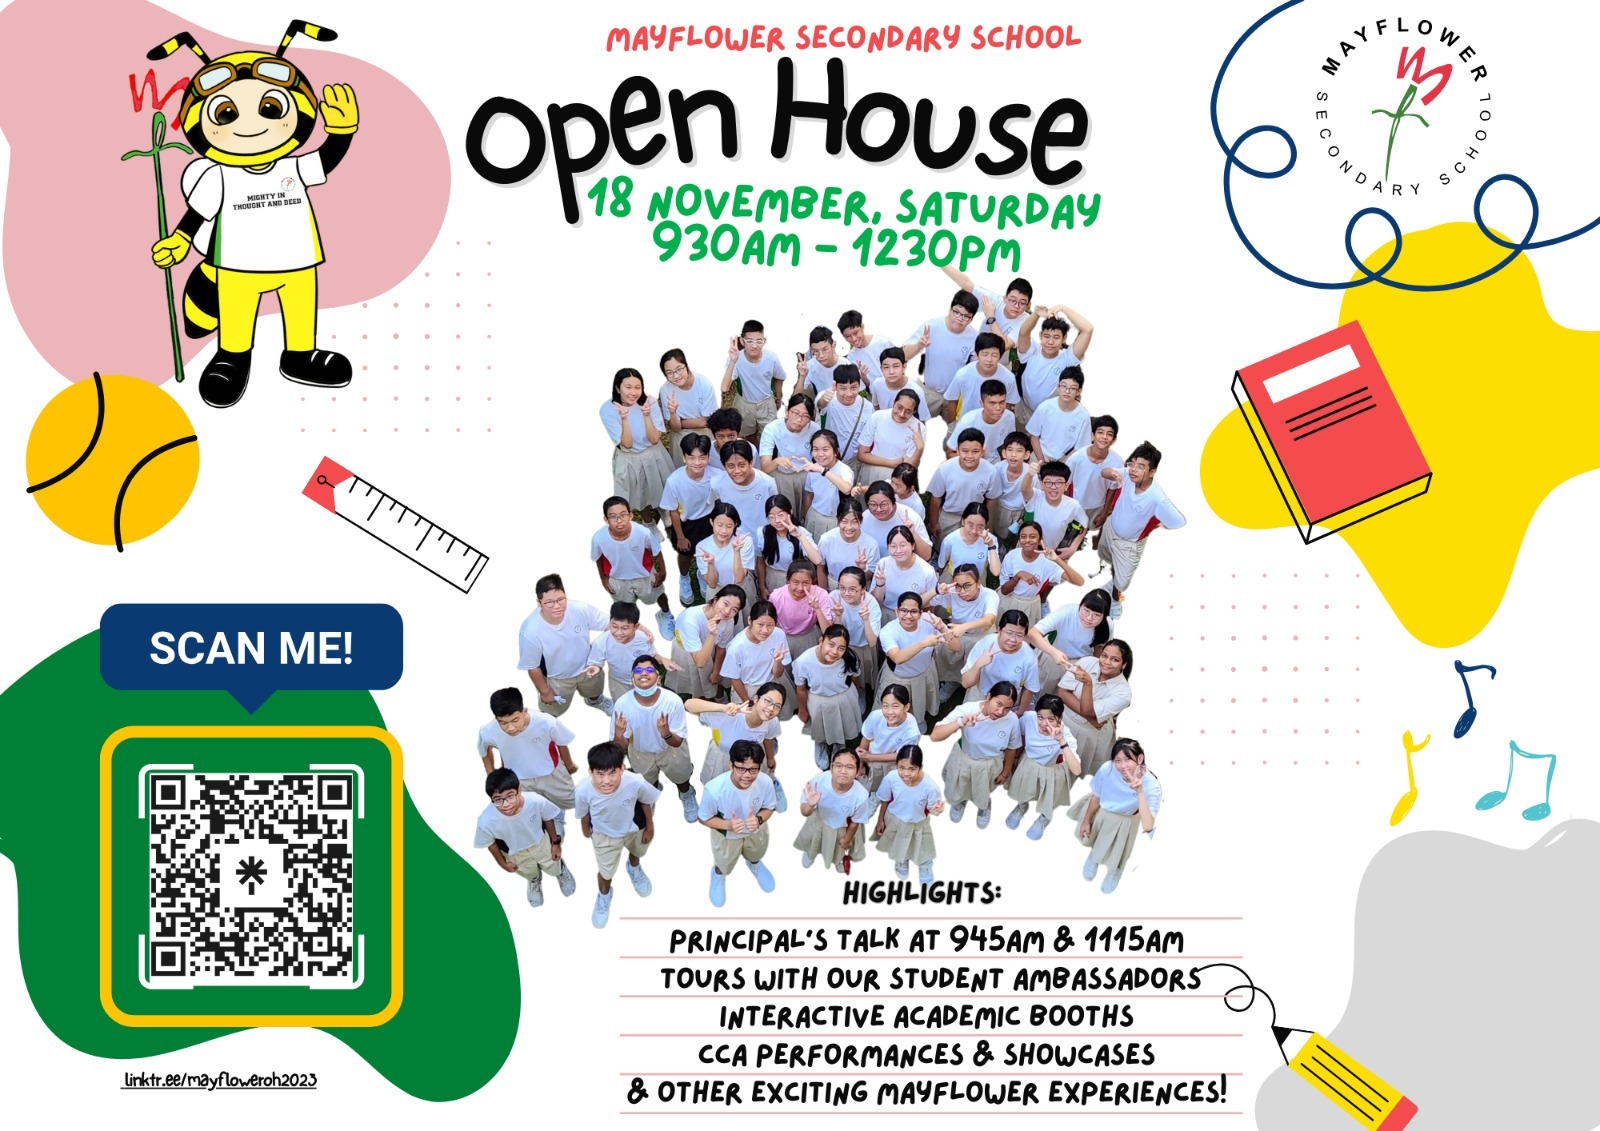 MAYFLOWER SECONDARY SCHOOL
Open House
18 NOVEMBER, SATURDAY
930AM - 1230PM
MAYFLOWER
SECONDARY SCHOOL
MIGHTY IN
THOUGHT AND DEED
SCAN ME!
linktr.ee/mayfloweroh2023
HIGHLIGHTS:
PRINCIPAL'S TALK AT 945AM & 1115AM
TOURS WITH OUR STUDENT AMBASSADORS
INTERACTIVE ACADEMIC BOOTHS
CCA PERFORMANCES & SHOWCASES
& OTHER EXCITING MAYFLOWER EXPERIENCES!